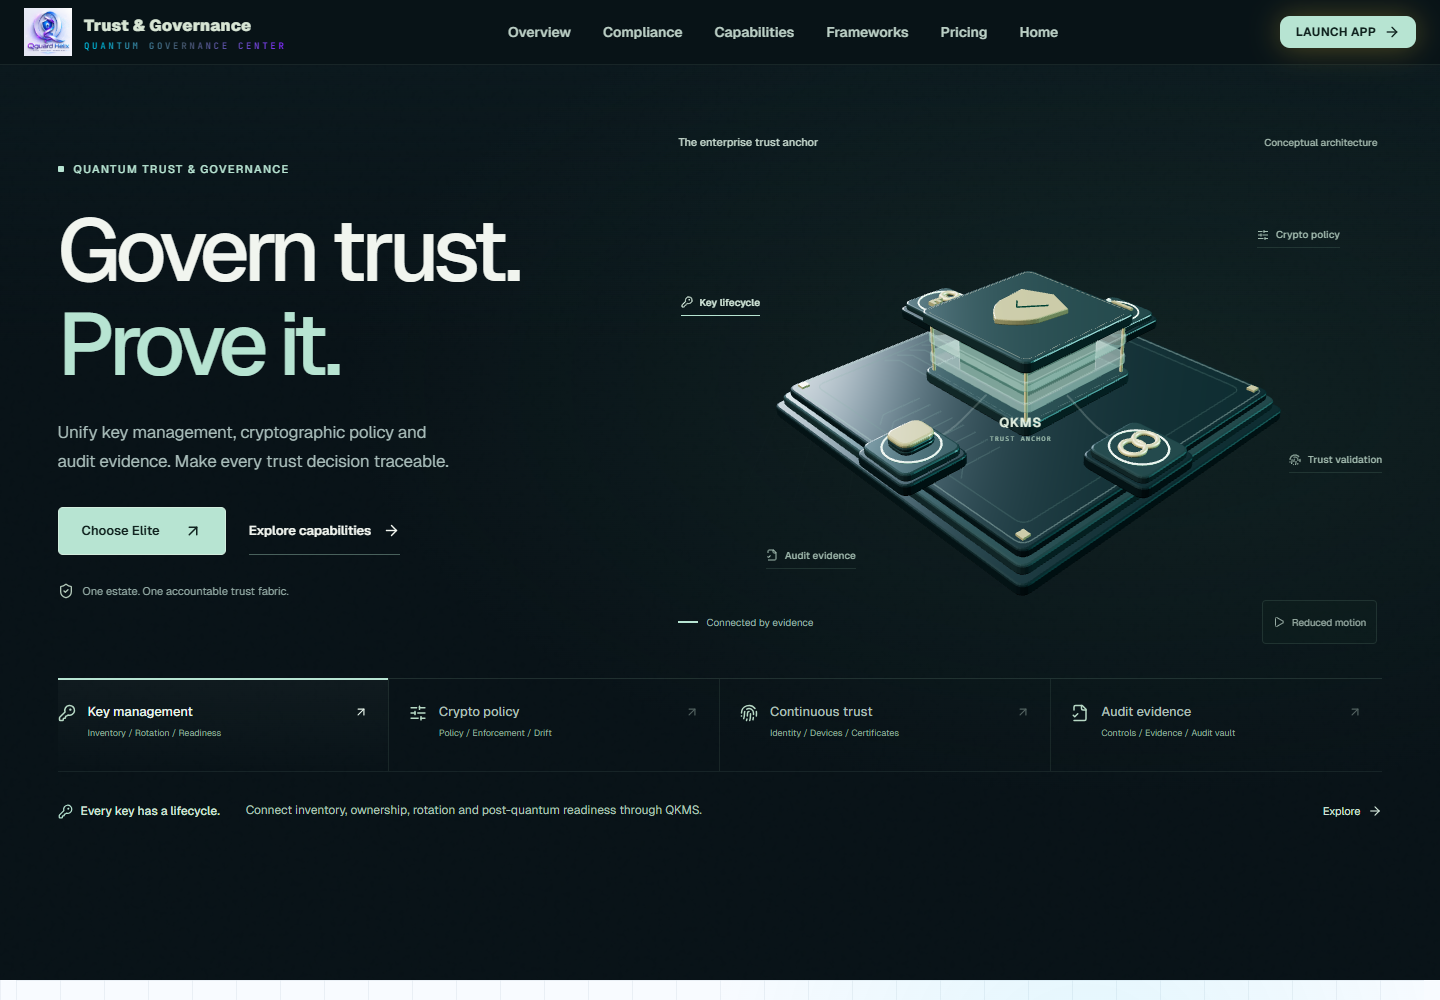 Qguard Helix
Trust & Governance
QUANTUM GOVERNANCE CENTER
Overview
Compliance
Capabilities
Frameworks
Pricing
Home
LAUNCH APP
The enterprise trust anchor
Conceptual architecture
QUANTUM TRUST & GOVERNANCE
Govern trust.
Prove it.
Unify key management, cryptographic policy and
audit evidence. Make every trust decision traceable.
Choose Elite
Explore capabilities
One estate. One accountable trust fabric.
Crypto policy
Key lifecycle
QKMS
TRUST ANCHOR
Trust validation
Audit evidence
Connected by evidence
Reduced motion
Key management
Inventory / Rotation / Readiness
Crypto policy
Policy / Enforcement / Drift
Continuous trust
Identity / Devices / Certificates
Audit evidence
Controls / Evidence / Audit vault
Every key has a lifecycle.
Connect inventory, ownership, rotation and post-quantum readiness through QKMS.
Explore